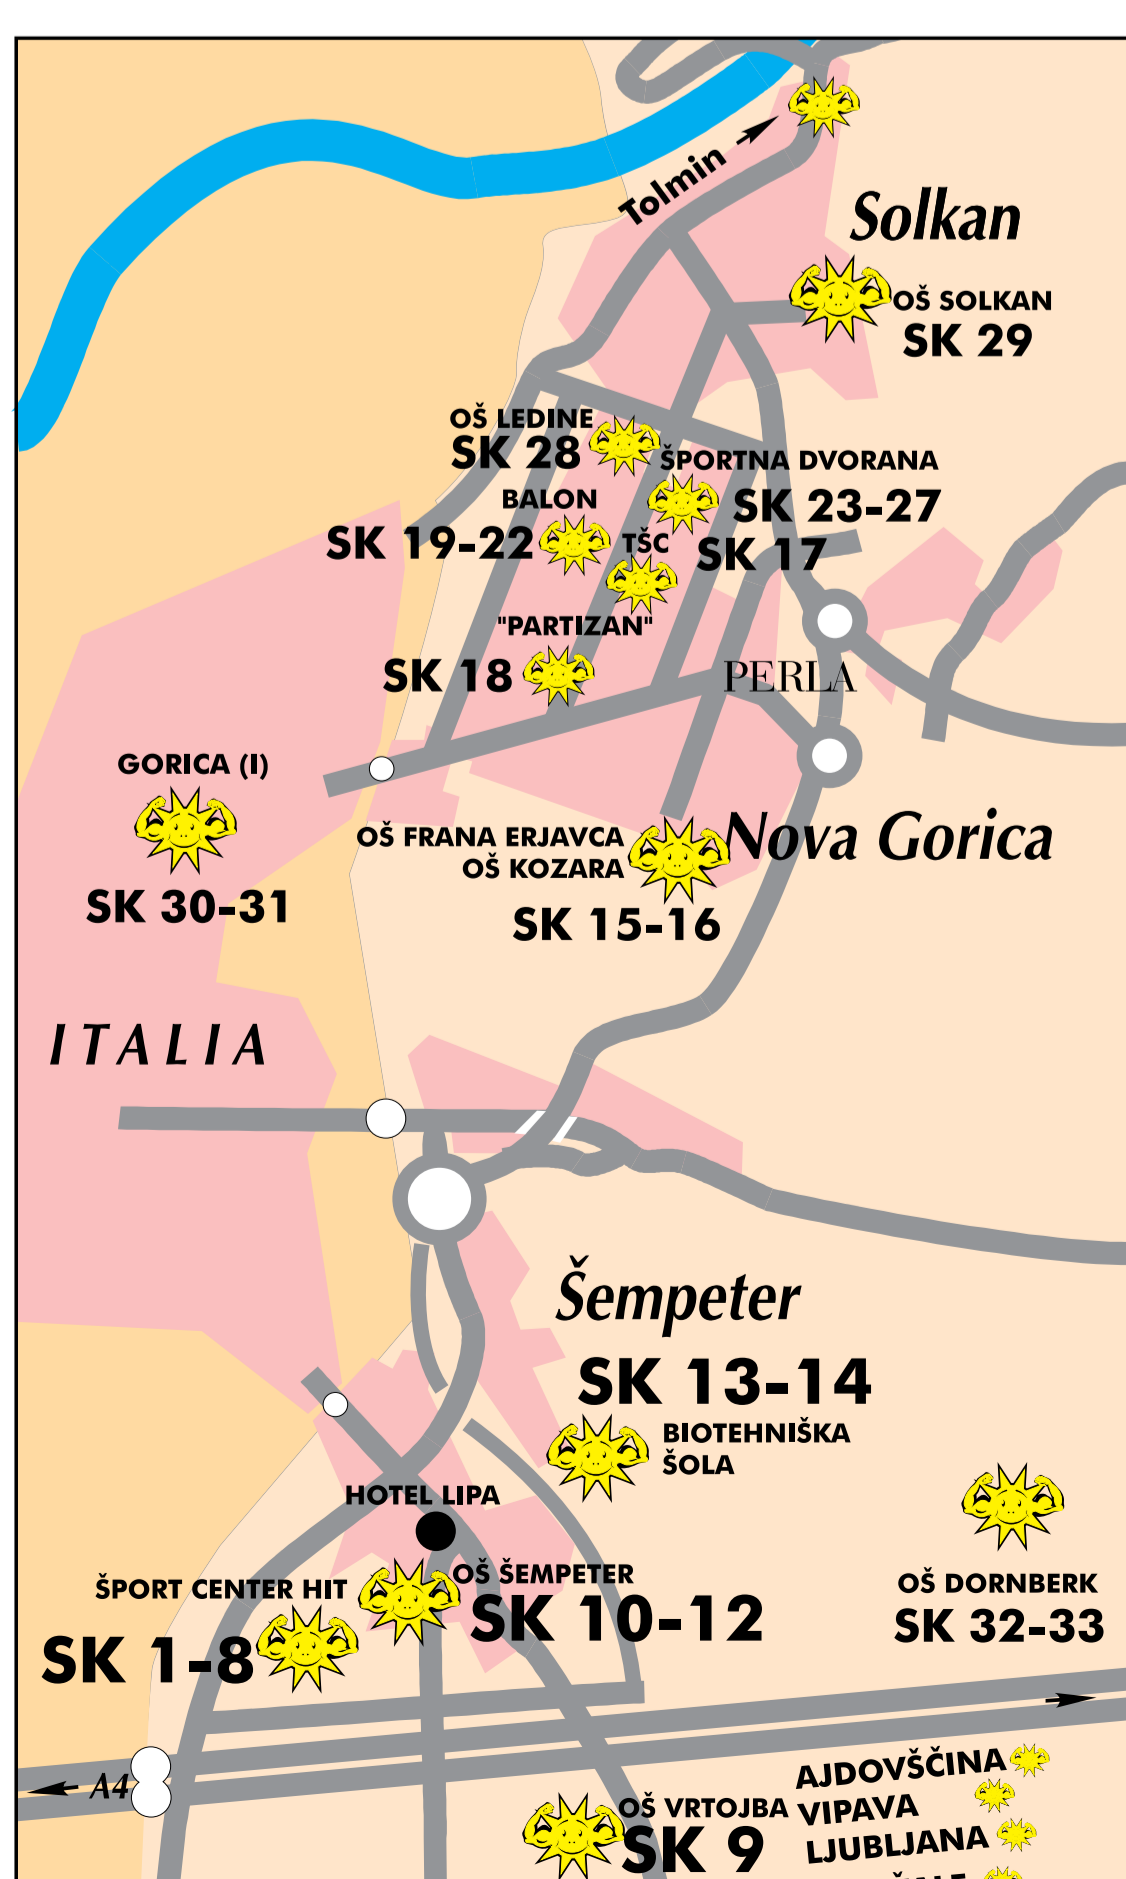 Tolmin
Solkan
OŠ SOLKAN
SK 29
OŠ LEDINE
SK 28
ŠPORTNA DVORANA
SK 23-27
BALON
SK 19-22
TŠC
SK 17
"PARTIZAN"
SK 18
PERLA
GORICA (I)
SK 30-31
OŠ FRANA ERJAVCA
OŠ KOZARA
SK 15-16
Nova Gorica
ITALIA
Šempeter
SK 13-14
BIOTEHNIŠKA
ŠOLA
HOTEL LIPA
OŠ ŠEMPETER
SK 10-12
ŠPORT CENTER HIT
SK 1-8
OŠ DORNBERK
SK 32-33
A4
OŠ VRTOJBA
SK 9
AJDOVŠČINA
VIPAVA
LJUBLJANA